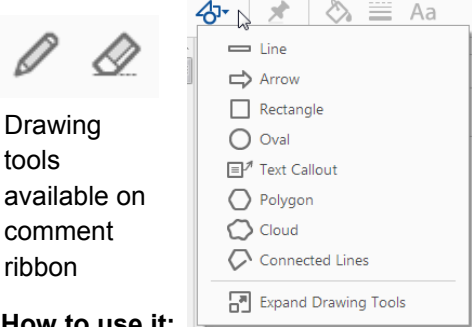 Aa
Line
Arrow
Rectangle
Oval
Text Callout
Polygon
Cloud
Connected Lines
Expand Drawing Tools
Drawing
tools
available on
comment
ribbon
How to use it: